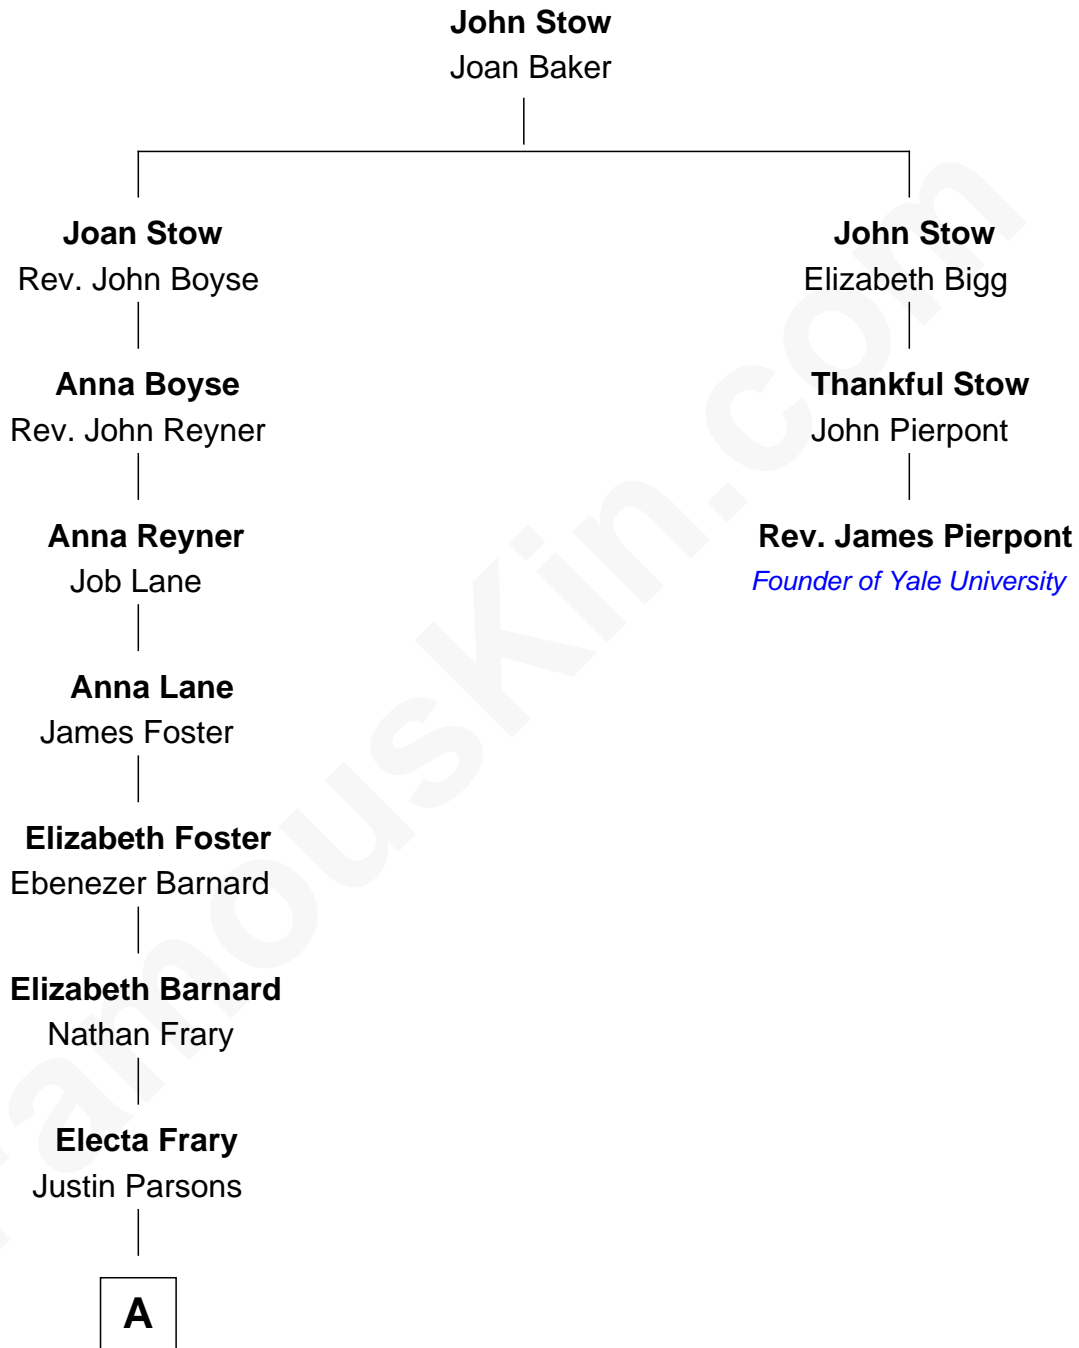 John Stow
Joan Baker
Joan Stow
Rev. John Boyse
John Stow
Elizabeth Bigg
Anna Boyse
Rev. John Reyner
Thankful Stow
John Pierpont
Anna Reyner
Job Lane
Rev. James Pierpont
Founder of Yale University
Anna Lane
James Foster
Elizabeth Foster
Ebenezer Barnard
Elizabeth Barnard
Nathan Frary
Electa Frary
Justin Parsons
A
FamousKin.com